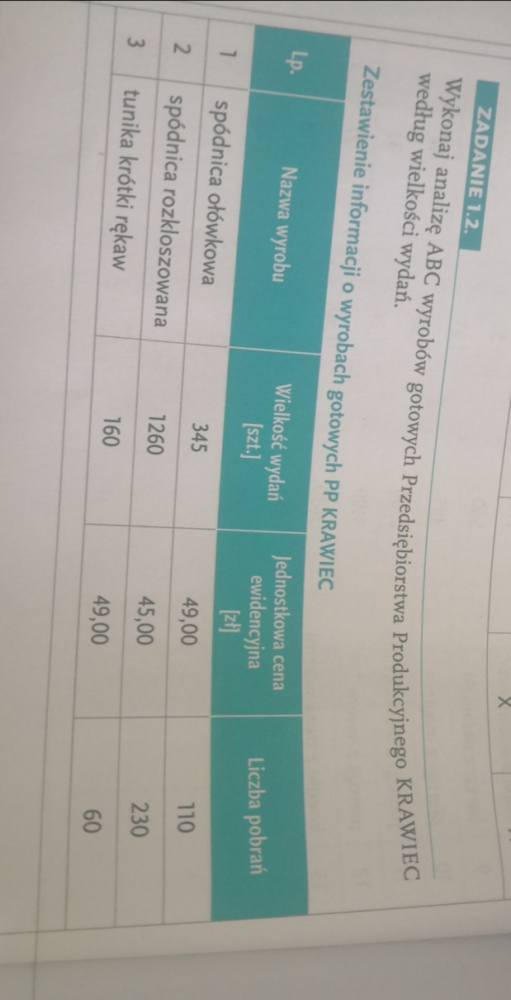 ZADANIE 1.2.
Wykonaj analizę ABC wyrobów gotowych Przedsiębiorstwa Produkcyjnego KRAWIEC
według wielkości wydań.
Zestawienie informacji o wyrobach gotowych PP KRAWIEC
Lp. Nazwa wyrobu Wielkość wydań [szt.] Jednostkowa cena ewidencyjna [zł] Liczba pobrań
1 spódnica ołówkowa 345 49,00 110
2 spódnica rozkloszowana 1260 45,00 230
3 tunika krótki rękaw 160 49,00 60
X